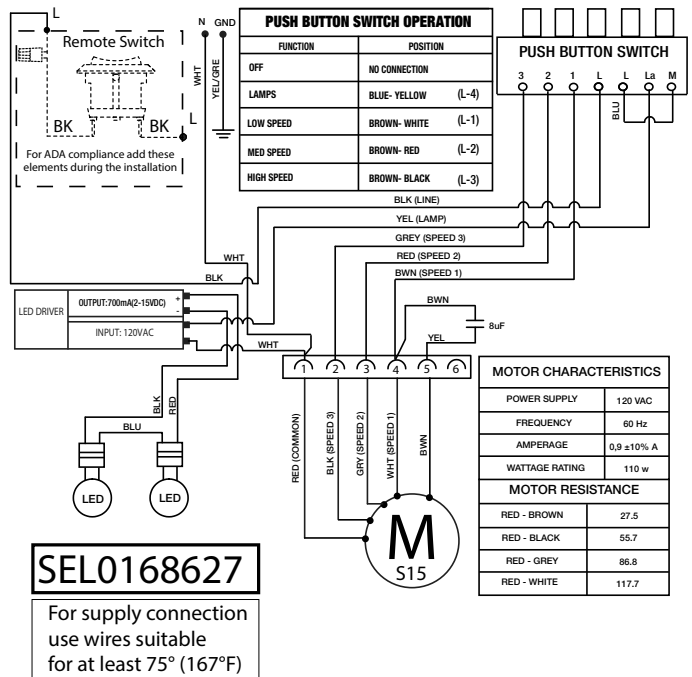 L
Remote Switch
BK
BK
L
For ADA compliance add these
elements during the installation
N GND
WHT
YEL/GRE
PUSH BUTTON SWITCH OPERATION
FUNCTION POSITION
OFF NO CONNECTION
LAMPS BLUE- YELLOW (L-4)
LOW SPEED BROWN- WHITE (L-1)
MED SPEED BROWN- RED (L-2)
HIGH SPEED BROWN- BLACK (L-3)
PUSH BUTTON SWITCH
3 2 1 L L La M
BLU
BLK (LINE)
YEL (LAMP)
GREY (SPEED 3)
RED (SPEED 2)
BWN (SPEED 1)
WHT
BLK
LED DRIVER
OUTPUT:700mA(2-15VDC)
+
-
INPUT: 120VAC
WHT
BWN
YEL
8uF
1 2 3 4 5 6
BLK
RED
BLU
LED
LED
RED (COMMON)
BLK (SPEED 3)
GRY (SPEED 2)
WHT (SPEED 1)
BWN
M
S15
MOTOR CHARACTERISTICS
POWER SUPPLY 120 VAC
FREQUENCY 60 Hz
AMPERAGE 0,9 ±10% A
WATTAGE RATING 110 w
MOTOR RESISTANCE
RED - BROWN 27.5
RED - BLACK 55.7
RED - GREY 86.8
RED - WHITE 117.7
SEL0168627
For supply connection
use wires suitable
for at least 75° (167°F)